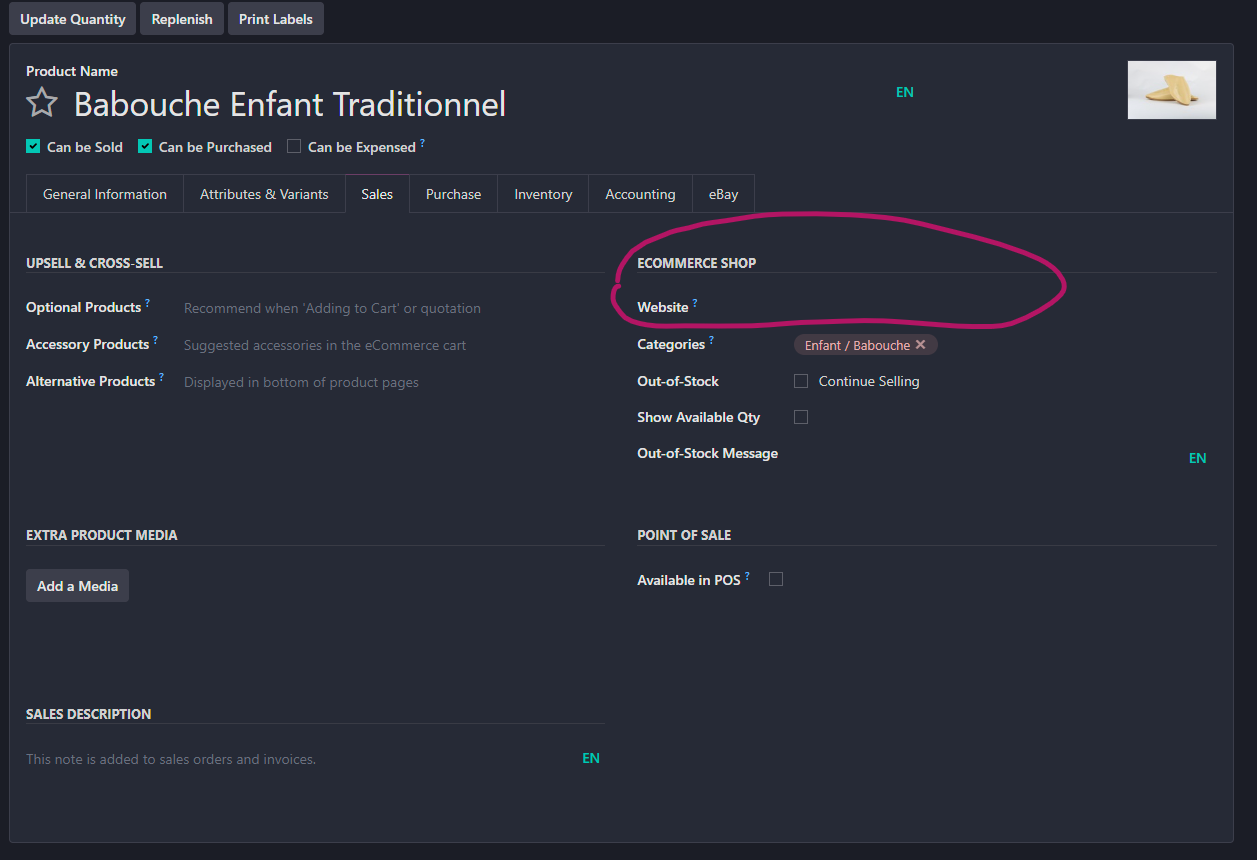 Update Quantity Replenish Print Labels
Product Name
Babouche Enfant Traditionnel EN
Can be Sold Can be Purchased Can be Expensed ?
General Information Attributes & Variants Sales Purchase Inventory Accounting eBay
UPSELL & CROSS-SELL
Optional Products ? Recommend when 'Adding to Cart' or quotation
Accessory Products ? Suggested accessories in the eCommerce cart
Alternative Products ? Displayed in bottom of product pages
ECOMMERCE SHOP
Website ?
Categories ? Enfant / Babouche ✕
Out-of-Stock Continue Selling
Show Available Qty
Out-of-Stock Message EN
EXTRA PRODUCT MEDIA
Add a Media
POINT OF SALE
Available in POS ?
SALES DESCRIPTION
This note is added to sales orders and invoices. EN